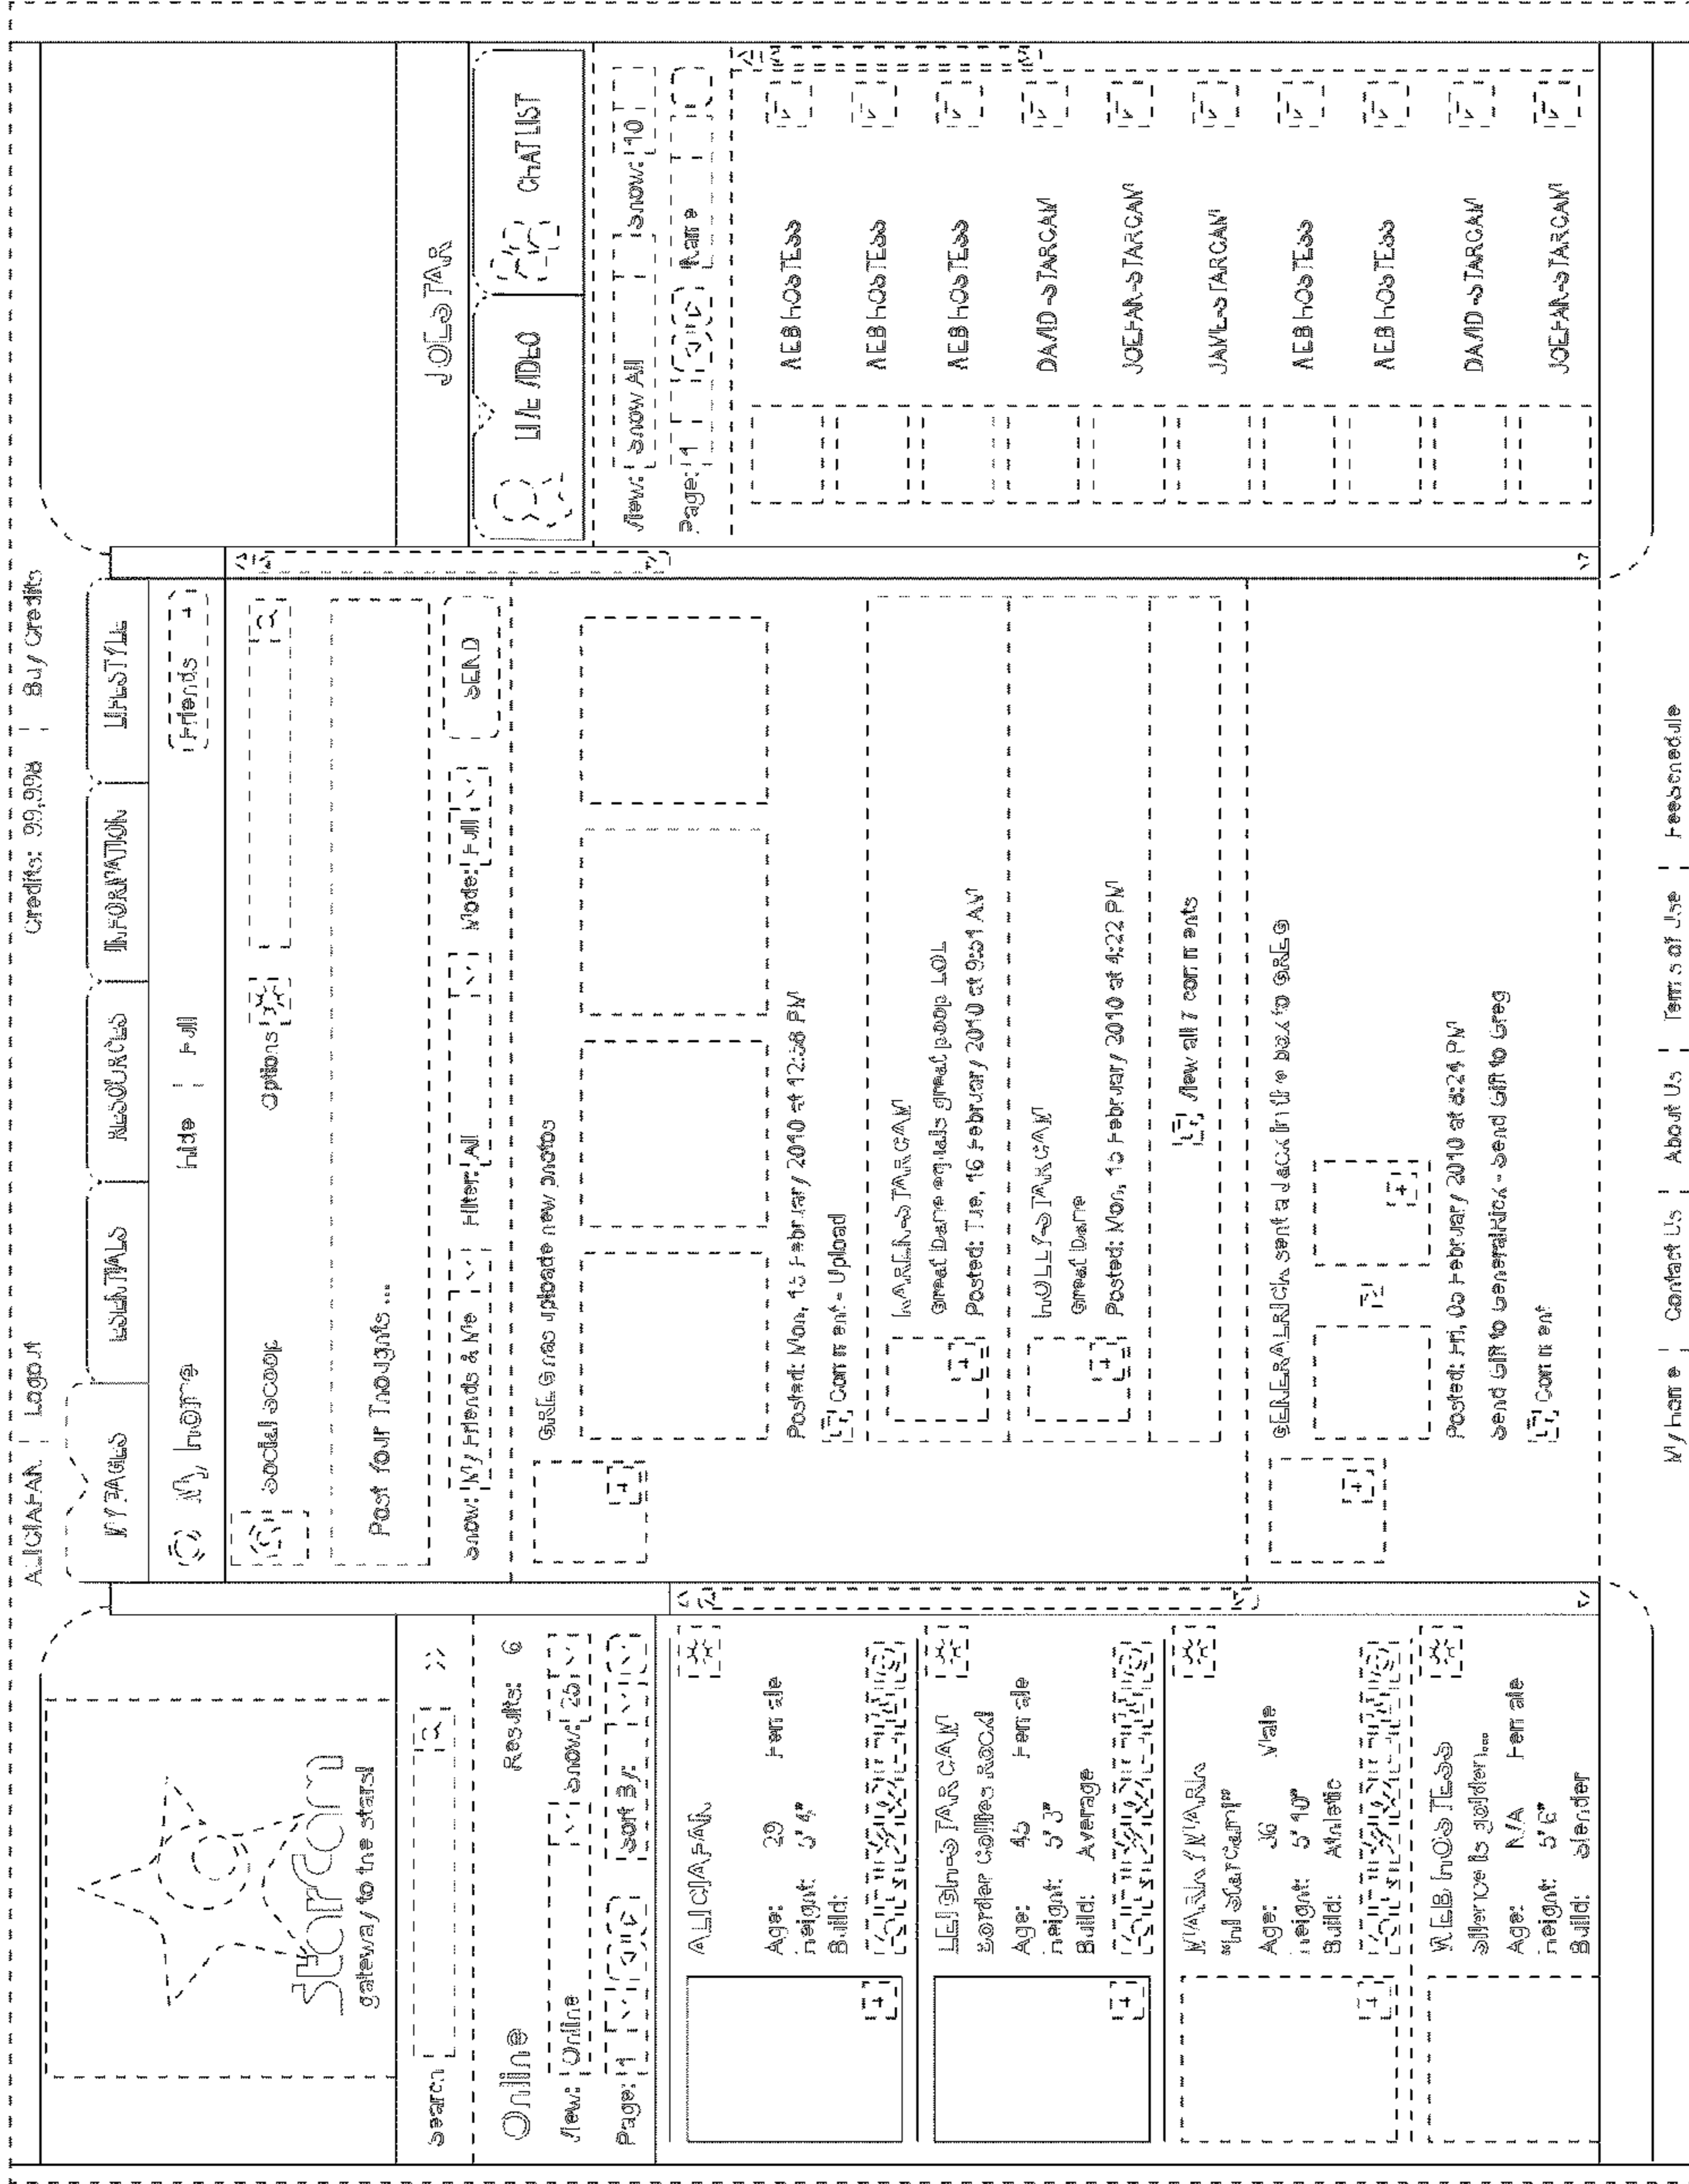 ALICIAFAN | Logout
Credits: 99,998 | Buy Credits
MY PAGES
ESSENTIALS
RESOURCES
INFORMATION
LIFESTYLE
StarCam
gateway to the stars!
Search
Online
Results: 6
View: Online
Show: 25
Page: 1
Sort By:
ALICIAFAN
Age: 29 Female
Height: 5' 4"
Build:
LEIGH-STARCAM
Border Collies Rock!
Age: 45 Female
Height: 5' 3"
Build: Average
"hi starcam!"
Age: 36 Male
Height: 5' 10"
Build: Athletic
WEB HOSTESS
Silence is golden...
Age: N/A Female
Height: 5' 6"
Build: Slender
My home
Hide | Full
Friends
Social Scoop
Options
Post Your Thoughts...
Show: My Friends & Me
Filter: All
Mode: Full
SEND
GREG has uploade new photos
Posted: Mon, 15 February 2010 at 12:58 PM
Comment - Upload
KAREN-STARCAM
Great Dane equals great poop LOL
Posted: Tue, 16 February 2010 at 9:51 AM
HOLLY-STARCAM
Great Dane
Posted: Mon, 15 February 2010 at 4:22 PM
View all 7 comments
GENERALRICK sent a Jack in the box to GREG
Posted: Fri, 05 February 2010 at 8:24 PM
Send Gift to GeneralRick - Send Gift to Greg
Comment
JOESTAR
LIVE VIDEO
CHAT LIST
View: Show All
Show: 10
Page: 1
Name
WEB HOSTESS
WEB HOSTESS
WEB HOSTESS
DAVID-STARCAM
JOEFAN-STARCAM
JAMIE-STARCAM
WEB HOSTESS
WEB HOSTESS
DAVID-STARCAM
JOEFAN-STARCAM
My home | Contact Us | About Us | Terms of Use | Fee Schedule